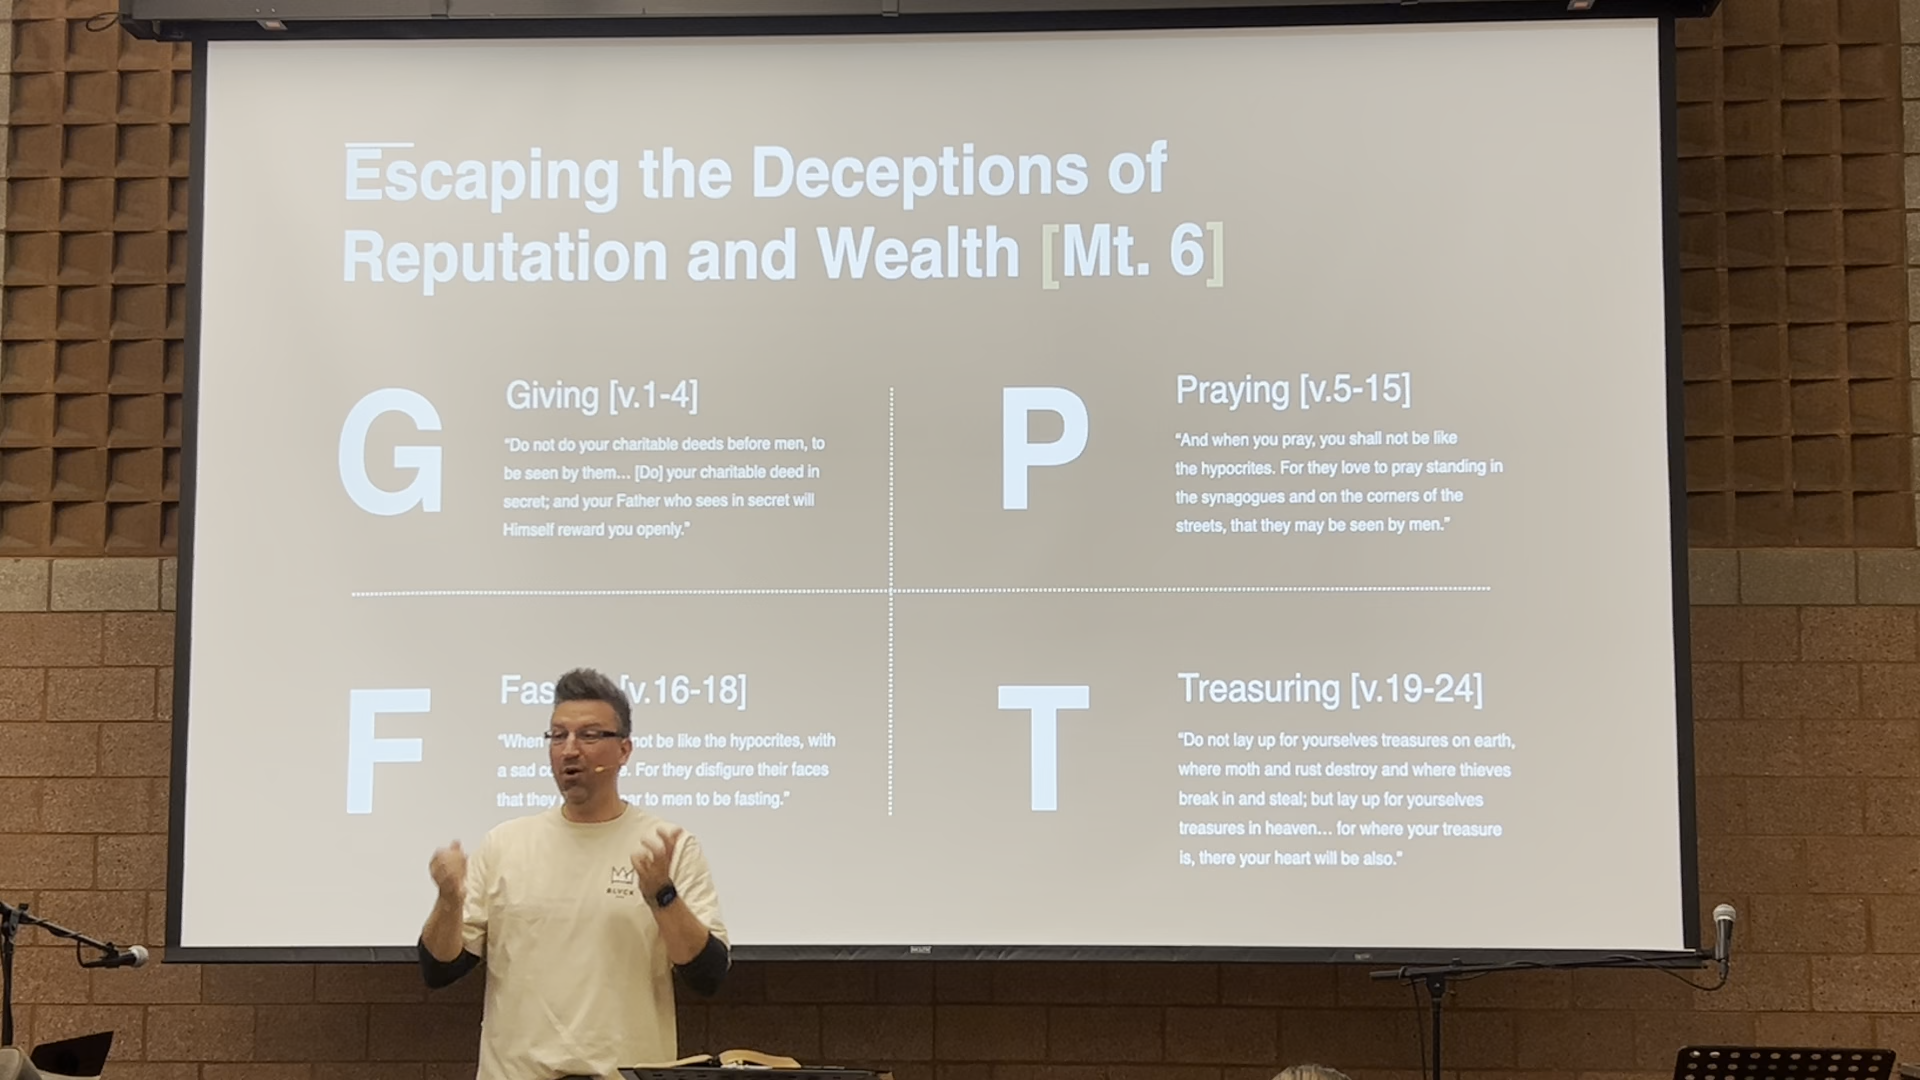 Escaping the Deceptions of
Reputation and Wealth [Mt. 6]
G
Giving [v.1-4]
“Do not do your charitable deeds before men, to
be seen by them... [Do] your charitable deed in
secret; and your Father who sees in secret will
Himself reward you openly.”
P
Praying [v.5-15]
“And when you pray, you shall not be like
the hypocrites. For they love to pray standing in
the synagogues and on the corners of the
streets, that they may be seen by men.”
F
[v.16-18]
“When not be like the hypocrites, with
a sad For they disfigure their faces
that they to men to be fasting.”
T
Treasuring [v.19-24]
“Do not lay up for yourselves treasures on earth,
where moth and rust destroy and where thieves
break in and steal; but lay up for yourselves
treasures in heaven... for where your treasure
is, there your heart will be also.”
BLVCK